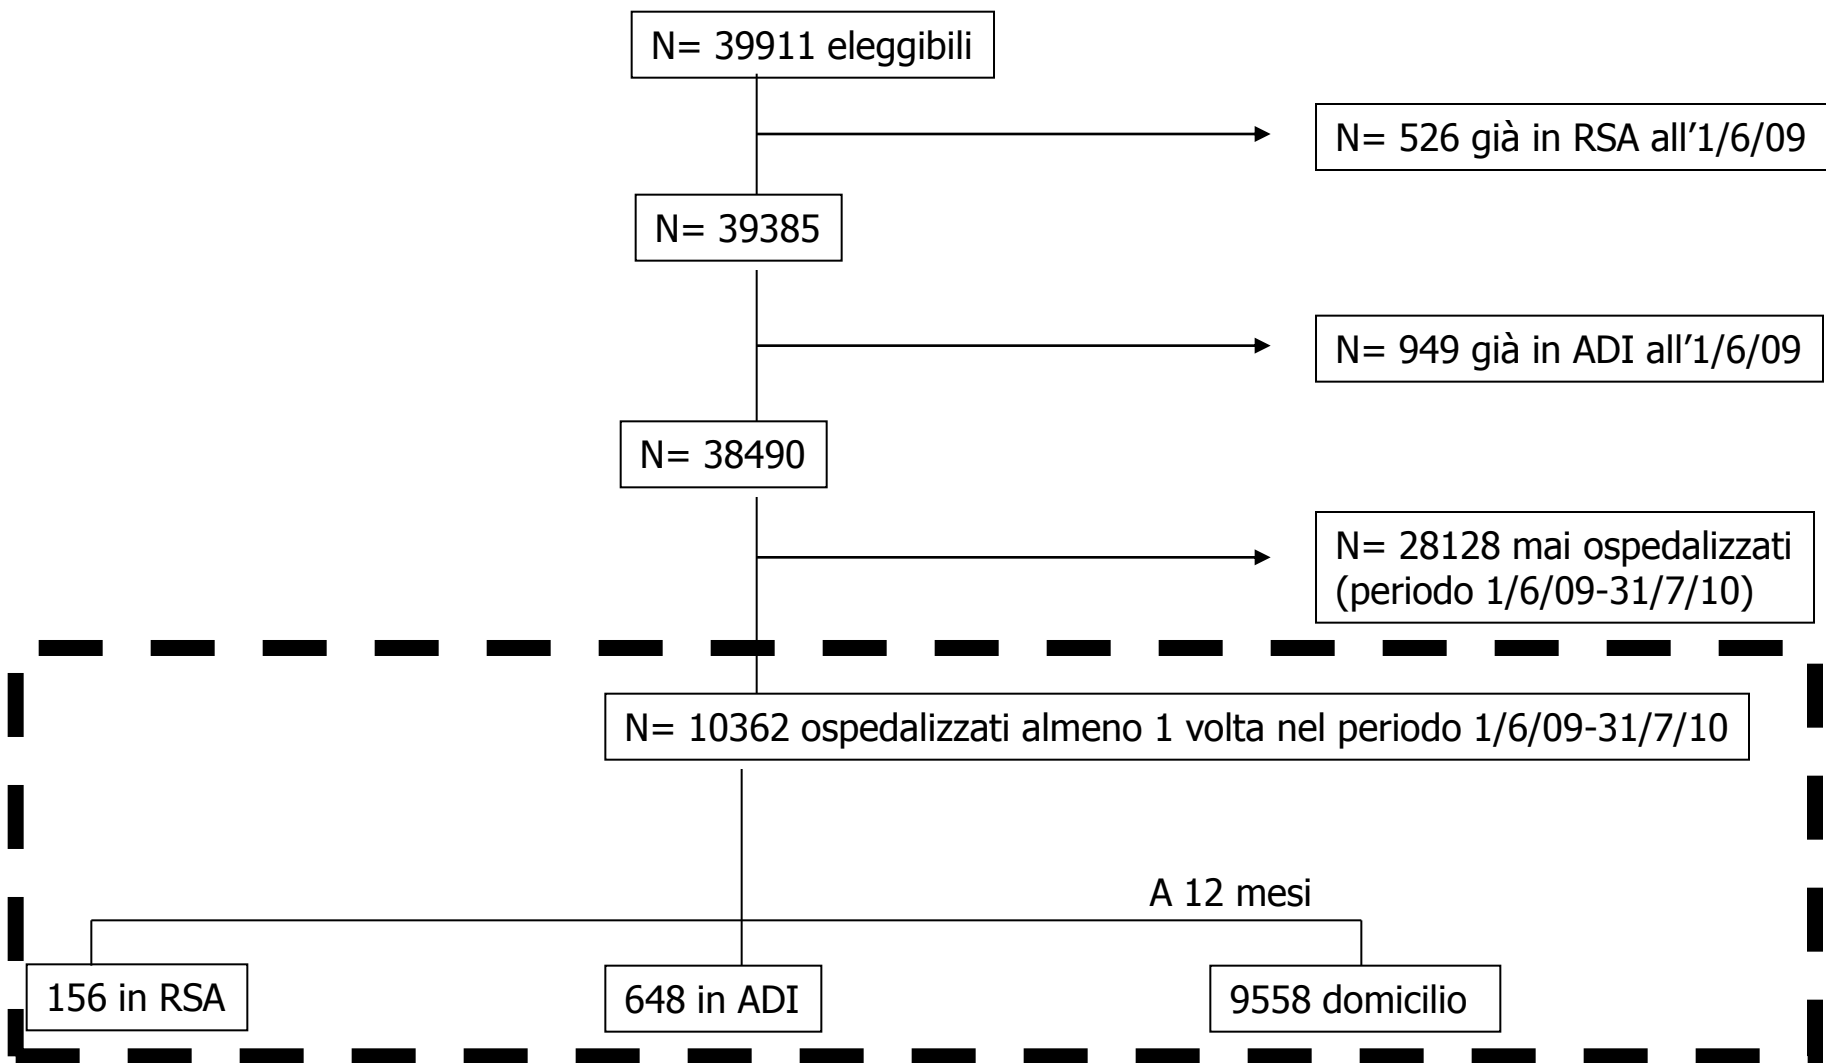 N= 39911 eleggibili
N= 526 già in RSA all’1/6/09
N= 39385
N= 949 già in ADI all’1/6/09
N= 38490
N= 28128 mai ospedalizzati
(periodo 1/6/09-31/7/10)
N= 10362 ospedalizzati almeno 1 volta nel periodo 1/6/09-31/7/10
A 12 mesi
156 in RSA
648 in ADI
9558 domicilio